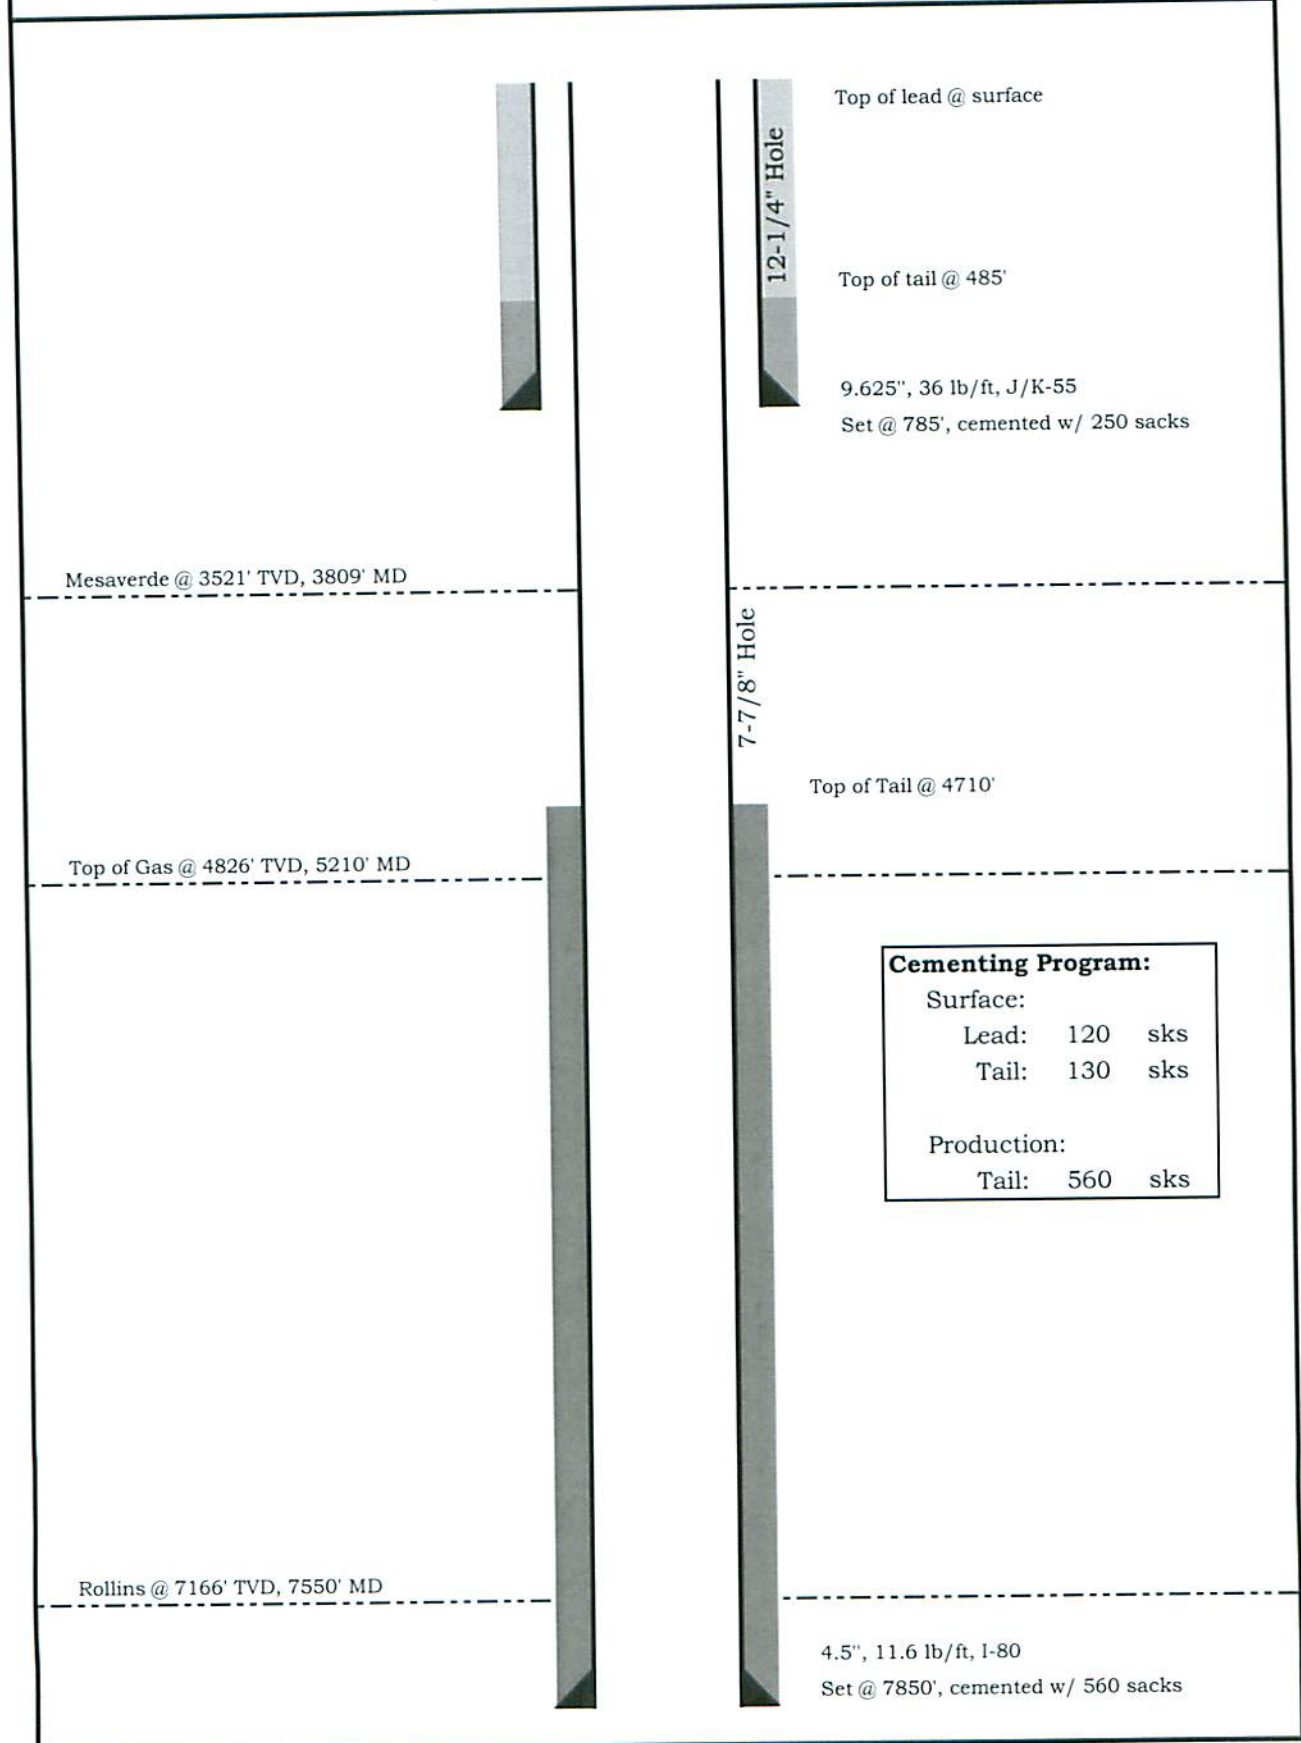 Top of lead @ surface
12-1/4" Hole
Top of tail @ 485'
9.625", 36 lb/ft, J/K-55
Set @ 785', cemented w/ 250 sacks
Mesaverde @ 3521' TVD, 3809' MD
7-7/8" Hole
Top of Tail @ 4710'
Top of Gas @ 4826' TVD, 5210' MD
Cementing Program:
Surface:
Lead: 120 sks
Tail: 130 sks
Production:
Tail: 560 sks
Rollins @ 7166' TVD, 7550' MD
4.5", 11.6 lb/ft, I-80
Set @ 7850', cemented w/ 560 sacks